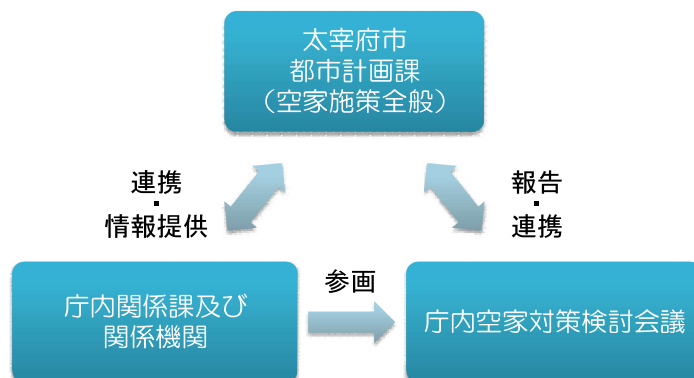 太宰府市
都市計画課
（空家施策全般）
連携
・
情報提供
報告
・
連携
庁内関係課及び
関係機関
参画
庁内空家対策検討会議